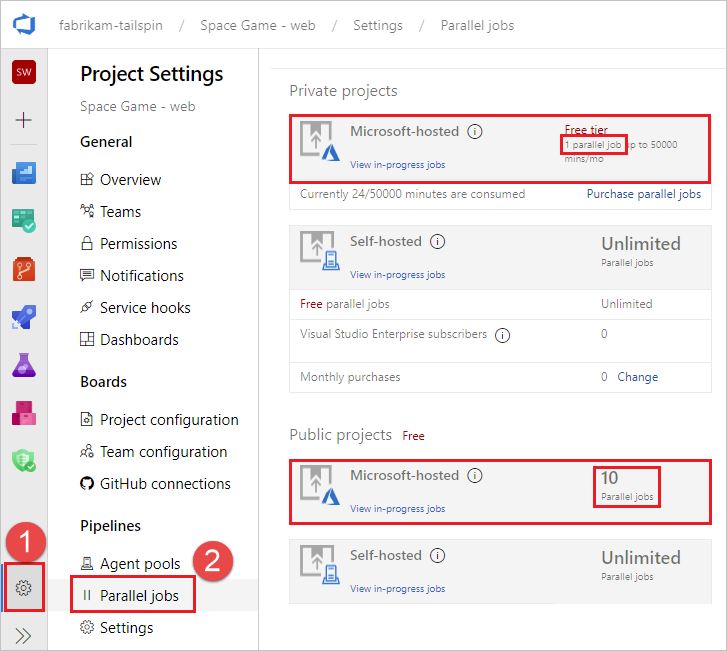 fabrikam-tailspin / Space Game - web / Settings / Parallel jobs
SW
Project Settings
Space Game - web
General
Overview
Teams
Permissions
Notifications
Service hooks
Dashboards
Boards
Project configuration
Team configuration
GitHub connections
Pipelines
1
Agent pools
2
Parallel jobs
Settings
Private projects
Microsoft-hosted
Free tier
1 parallel job up to 50000
mins/mo
View in-progress jobs
Currently 24/50000 minutes are consumed
Purchase parallel jobs
Self-hosted
Unlimited
Parallel jobs
View in-progress jobs
Free parallel jobs
Unlimited
Visual Studio Enterprise subscribers
0
Monthly purchases
0 Change
Public projects Free
Microsoft-hosted
10
Parallel jobs
View in-progress jobs
Self-hosted
Unlimited
Parallel jobs
View in-progress jobs